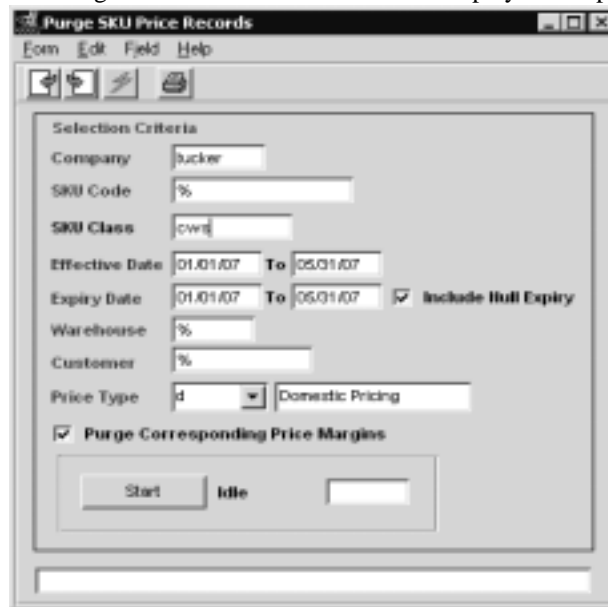 Purge SKU Price Records
Form Edit Field Help
Selection Criteria
Company tucker
SKU Code %
SKU Class cws
Effective Date 01/01/07 To 05/31/07
Expiry Date 01/01/07 To 05/31/07 Include Null Expiry
Warehouse %
Customer %
Price Type d Domestic Pricing
Purge Corresponding Price Margins
Start Idle